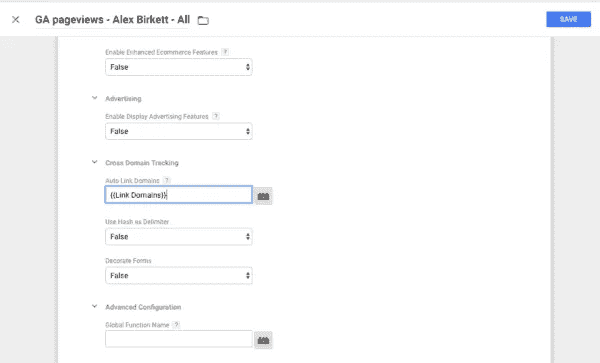 GA pageviews - Alex Birkett - All
SAVE
Enable Enhanced Ecommerce Features ?
False
Advertising
Enable Display Advertising Features ?
False
Cross Domain Tracking
Auto Link Domains ?
{{Link Domains}}
Use Hash as Delimiter
False
Decorate Forms
False
Advanced Configuration
Global Function Name ?